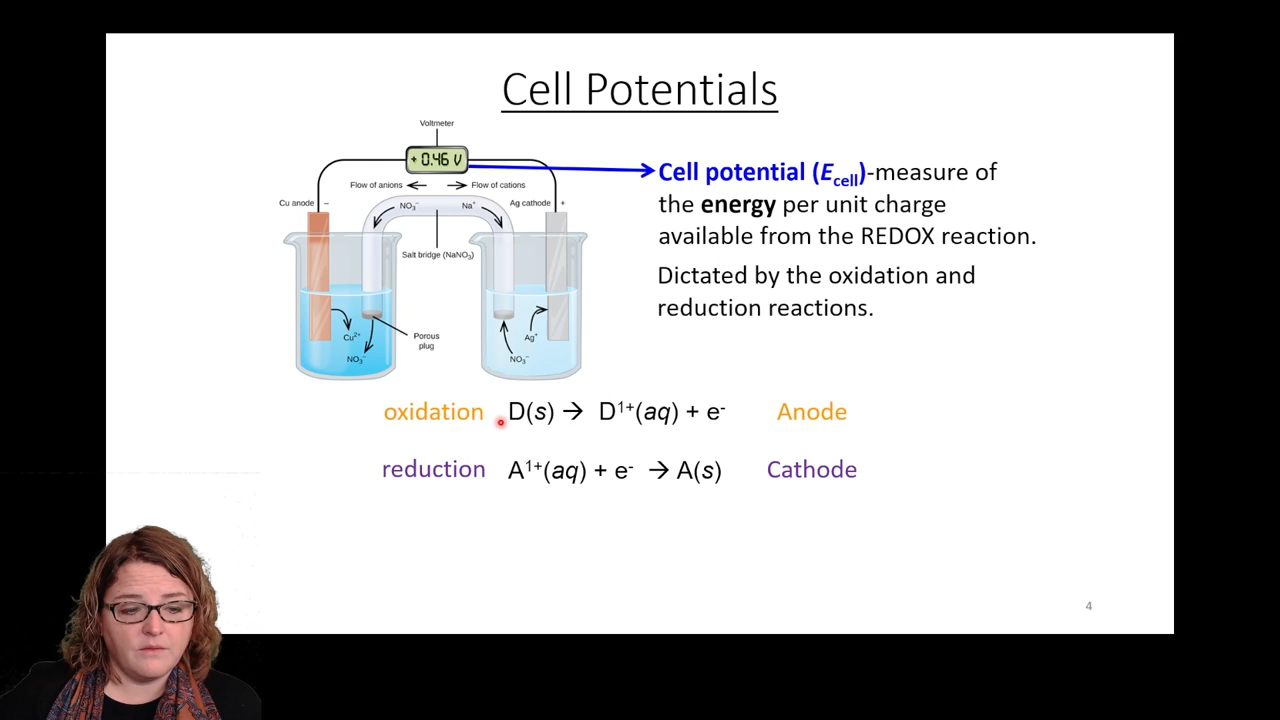 Cell Potentials
Voltmeter
+ 0.46 V
Flow of anions
Flow of cations
Cu anode
−
NO₃⁻
Na⁺
Ag cathode
+
Salt bridge (NaNO₃)
Cu²⁺
NO₃⁻
Porous
plug
Ag⁺
NO₃⁻
Cell potential (E_cell)-measure of
the energy per unit charge
available from the REDOX reaction.
Dictated by the oxidation and
reduction reactions.
oxidation D(s) → D¹⁺(aq) + e⁻ Anode
reduction A¹⁺(aq) + e⁻ → A(s) Cathode
4